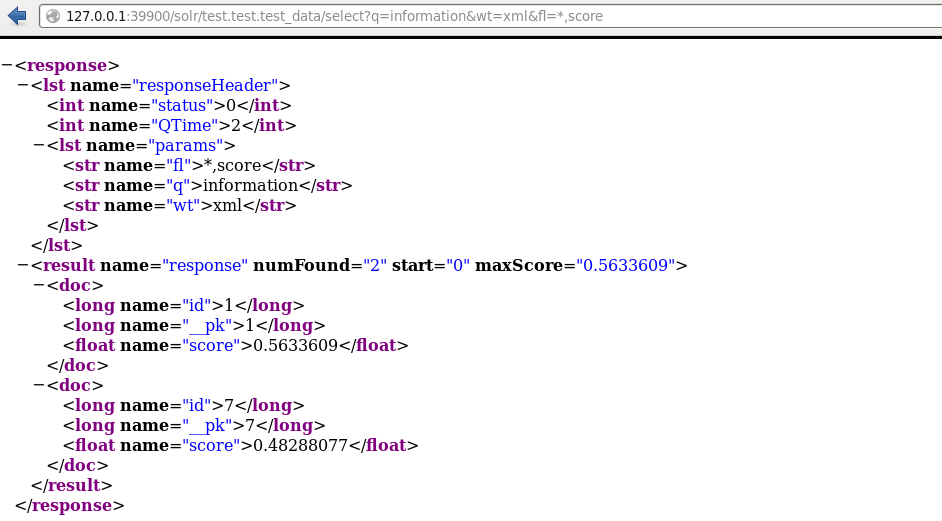 127.0.0.1:39900/solr/test.test.test_data/select?q=information&wt=xml&fl=*,score
−<response>
−<lst name="responseHeader">
<int name="status">0</int>
<int name="QTime">2</int>
−<lst name="params">
<str name="fl">*,score</str>
<str name="q">information</str>
<str name="wt">xml</str>
</lst>
</lst>
−<result name="response" numFound="2" start="0" maxScore="0.5633609">
−<doc>
<long name="id">1</long>
<long name="__pk">1</long>
<float name="score">0.5633609</float>
</doc>
−<doc>
<long name="id">7</long>
<long name="__pk">7</long>
<float name="score">0.48288077</float>
</doc>
</result>
</response>